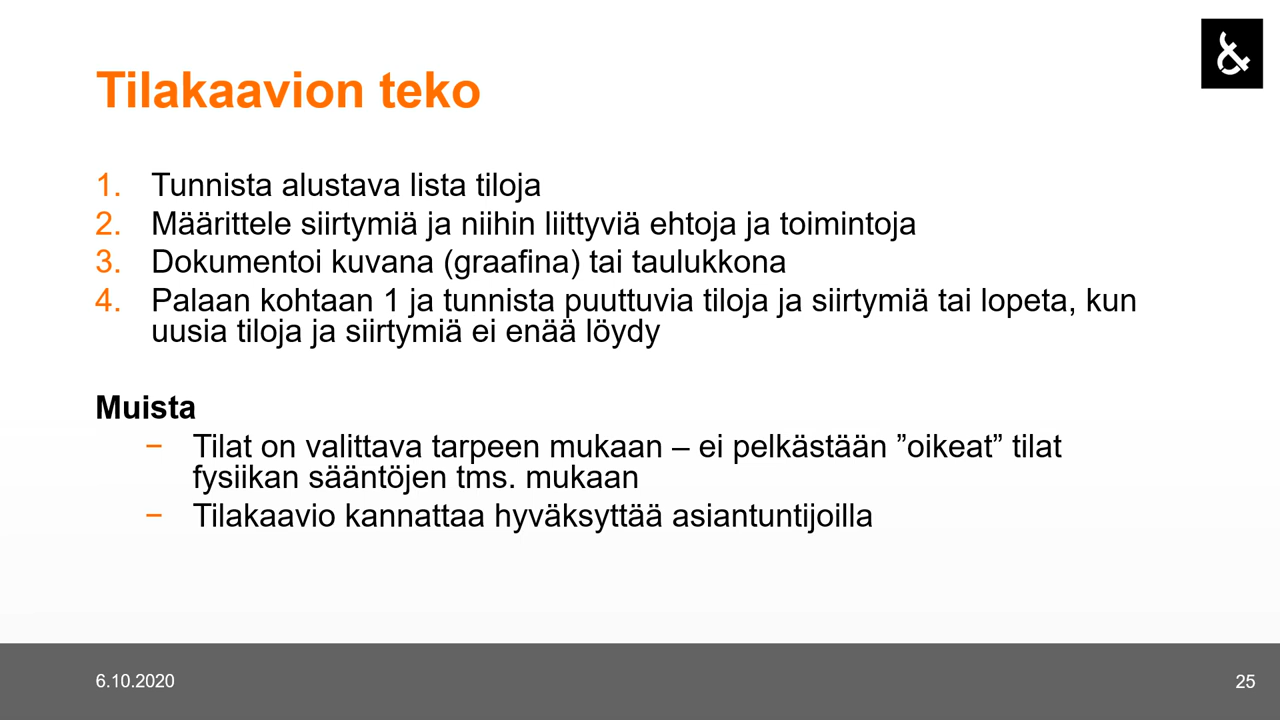 &
Tilakaavion teko
1. Tunnista alustava lista tiloja
2. Määrittele siirtymiä ja niihin liittyviä ehtoja ja toimintoja
3. Dokumentoi kuvana (graafina) tai taulukkona
4. Palaan kohtaan 1 ja tunnista puuttuvia tiloja ja siirtymiä tai lopeta, kun
uusia tiloja ja siirtymiä ei enää löydy
Muista
− Tilat on valittava tarpeen mukaan – ei pelkästään ”oikeat” tilat
fysiikan sääntöjen tms. mukaan
− Tilakaavio kannattaa hyväksyttää asiantuntijoilla
6.10.2020
25